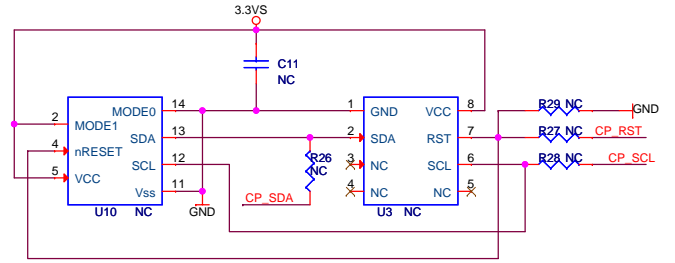 3.3VS
C11
NC
2 MODE1
4 nRESET
5 VCC
MODE0 14
SDA 13
SCL 12
Vss 11
U10 NC
GND
R26
NC
CP_SDA
1 GND
2 SDA
3 NC
4 NC
VCC 8
RST 7
SCL 6
NC 5
U3 NC
R29 NC
GND
R27 NC
CP_RST
R28 NC
CP_SCL